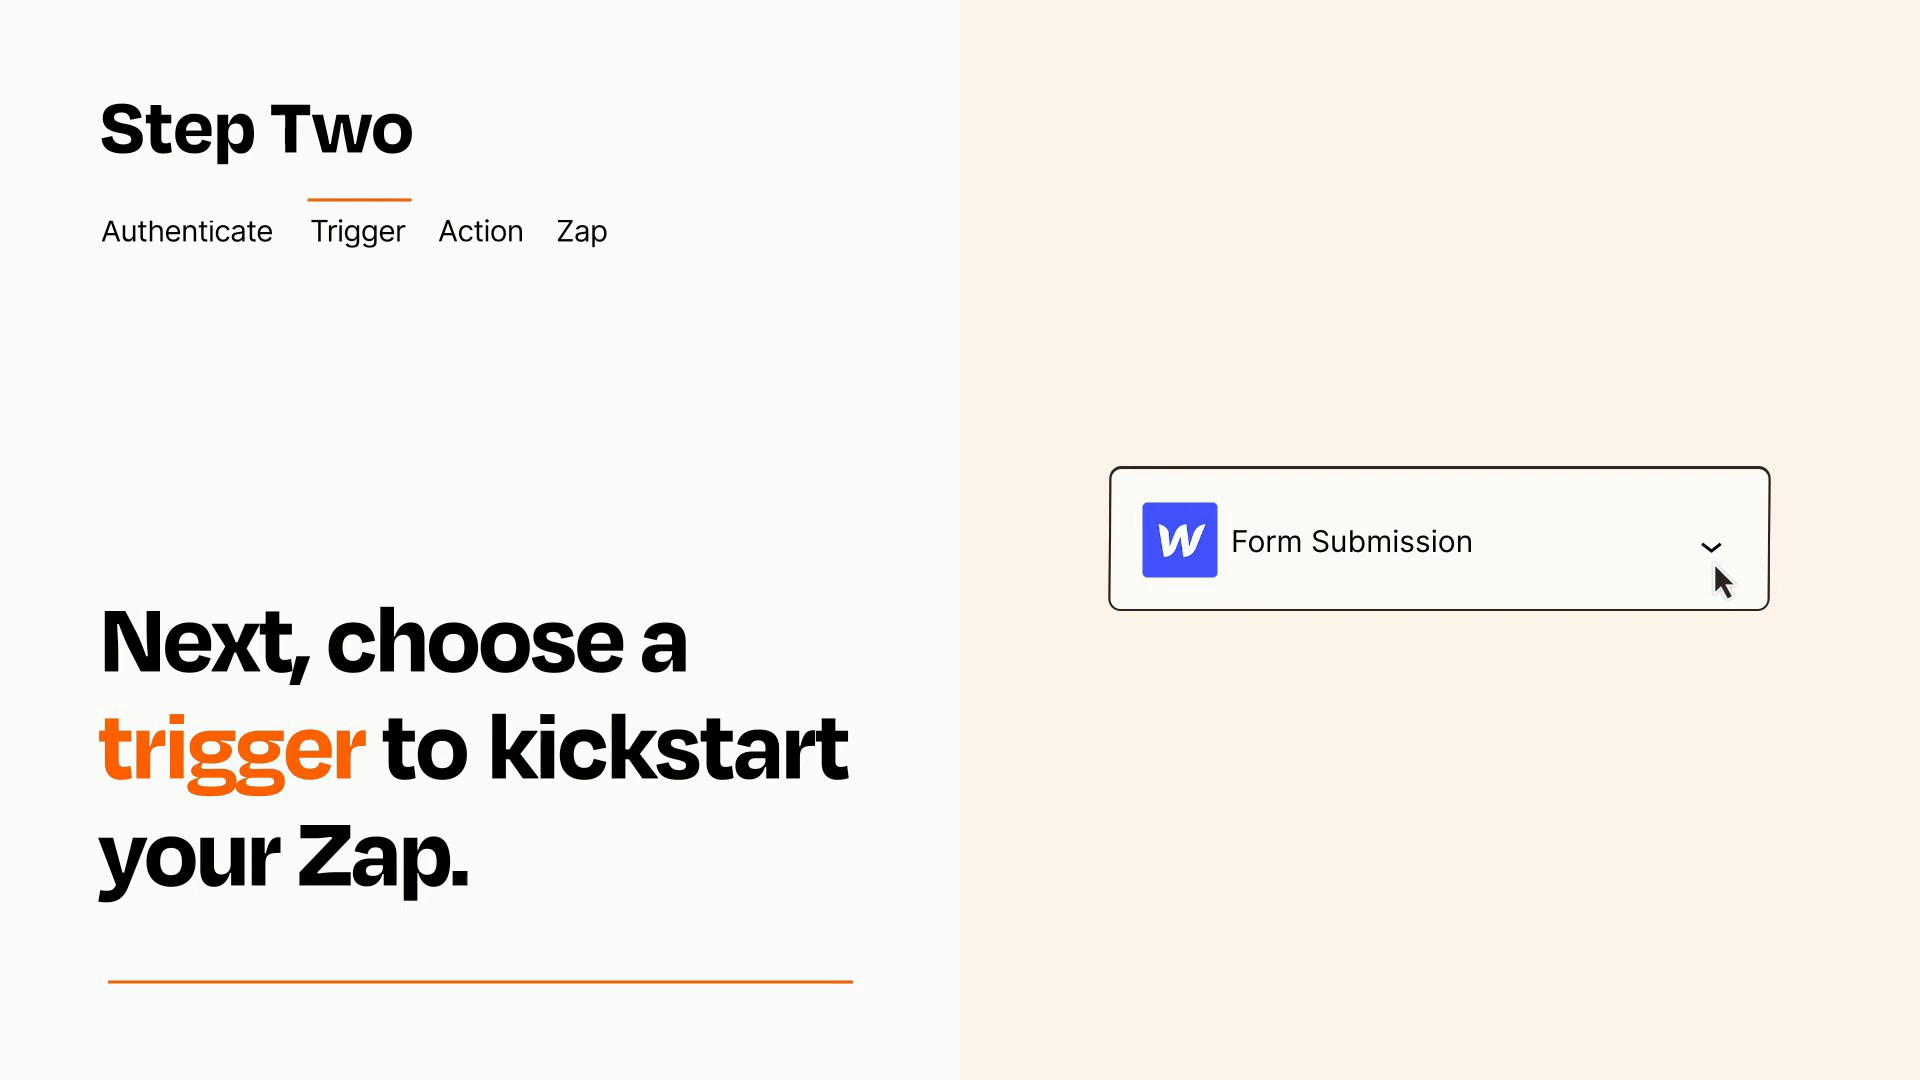 Step Two
Authenticate Trigger Action Zap
Next, choose a
trigger to kickstart
your Zap.
W Form Submission